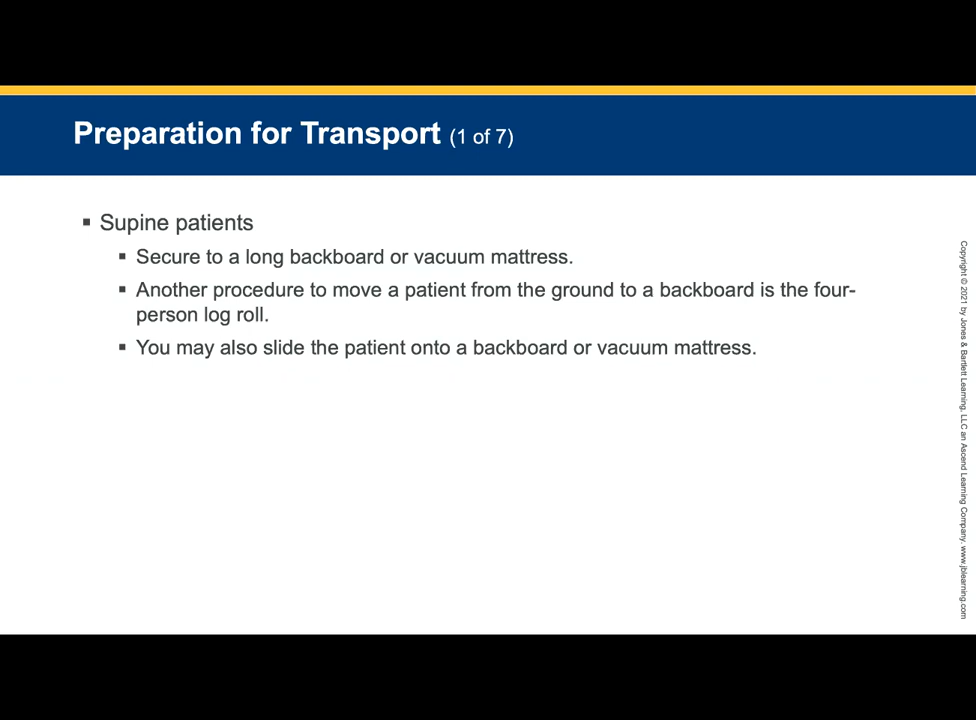 Preparation for Transport (1 of 7)
▪ Supine patients
▪ Secure to a long backboard or vacuum mattress.
▪ Another procedure to move a patient from the ground to a backboard is the four-
person log roll.
▪ You may also slide the patient onto a backboard or vacuum mattress.
Copyright © 2021 by Jones & Bartlett Learning, LLC an Ascend Learning Company. www.jblearning.com